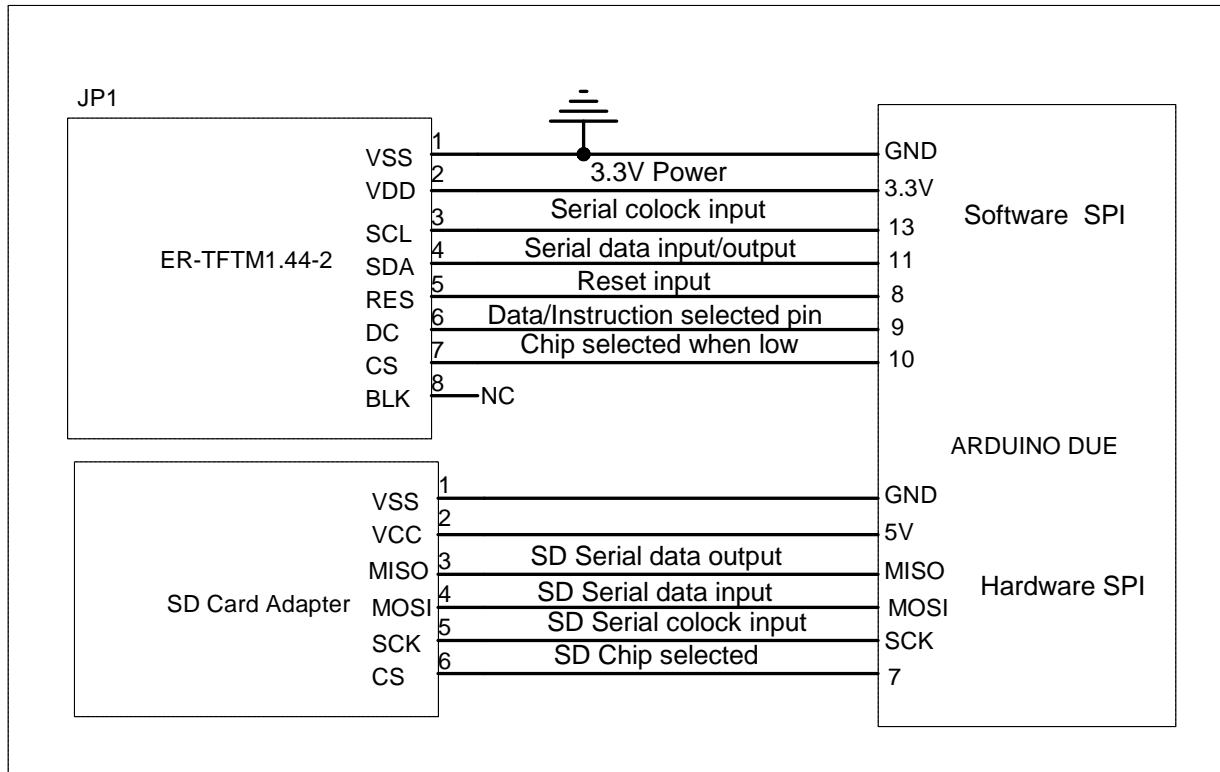 JP1
ER-TFTM1.44-2
VSS 1 GND
VDD 2 3.3V Power 3.3V
SCL 3 Serial colock input 13
SDA 4 Serial data input/output 11
RES 5 Reset input 8
DC 6 Data/Instruction selected pin 9
CS 7 Chip selected when low 10
BLK 8 NC
Software SPI
ARDUINO DUE
SD Card Adapter
VSS 1 GND
VCC 2 5V
MISO 3 SD Serial data output MISO
MOSI 4 SD Serial data input MOSI
SCK 5 SD Serial colock input SCK
CS 6 SD Chip selected 7
Hardware SPI